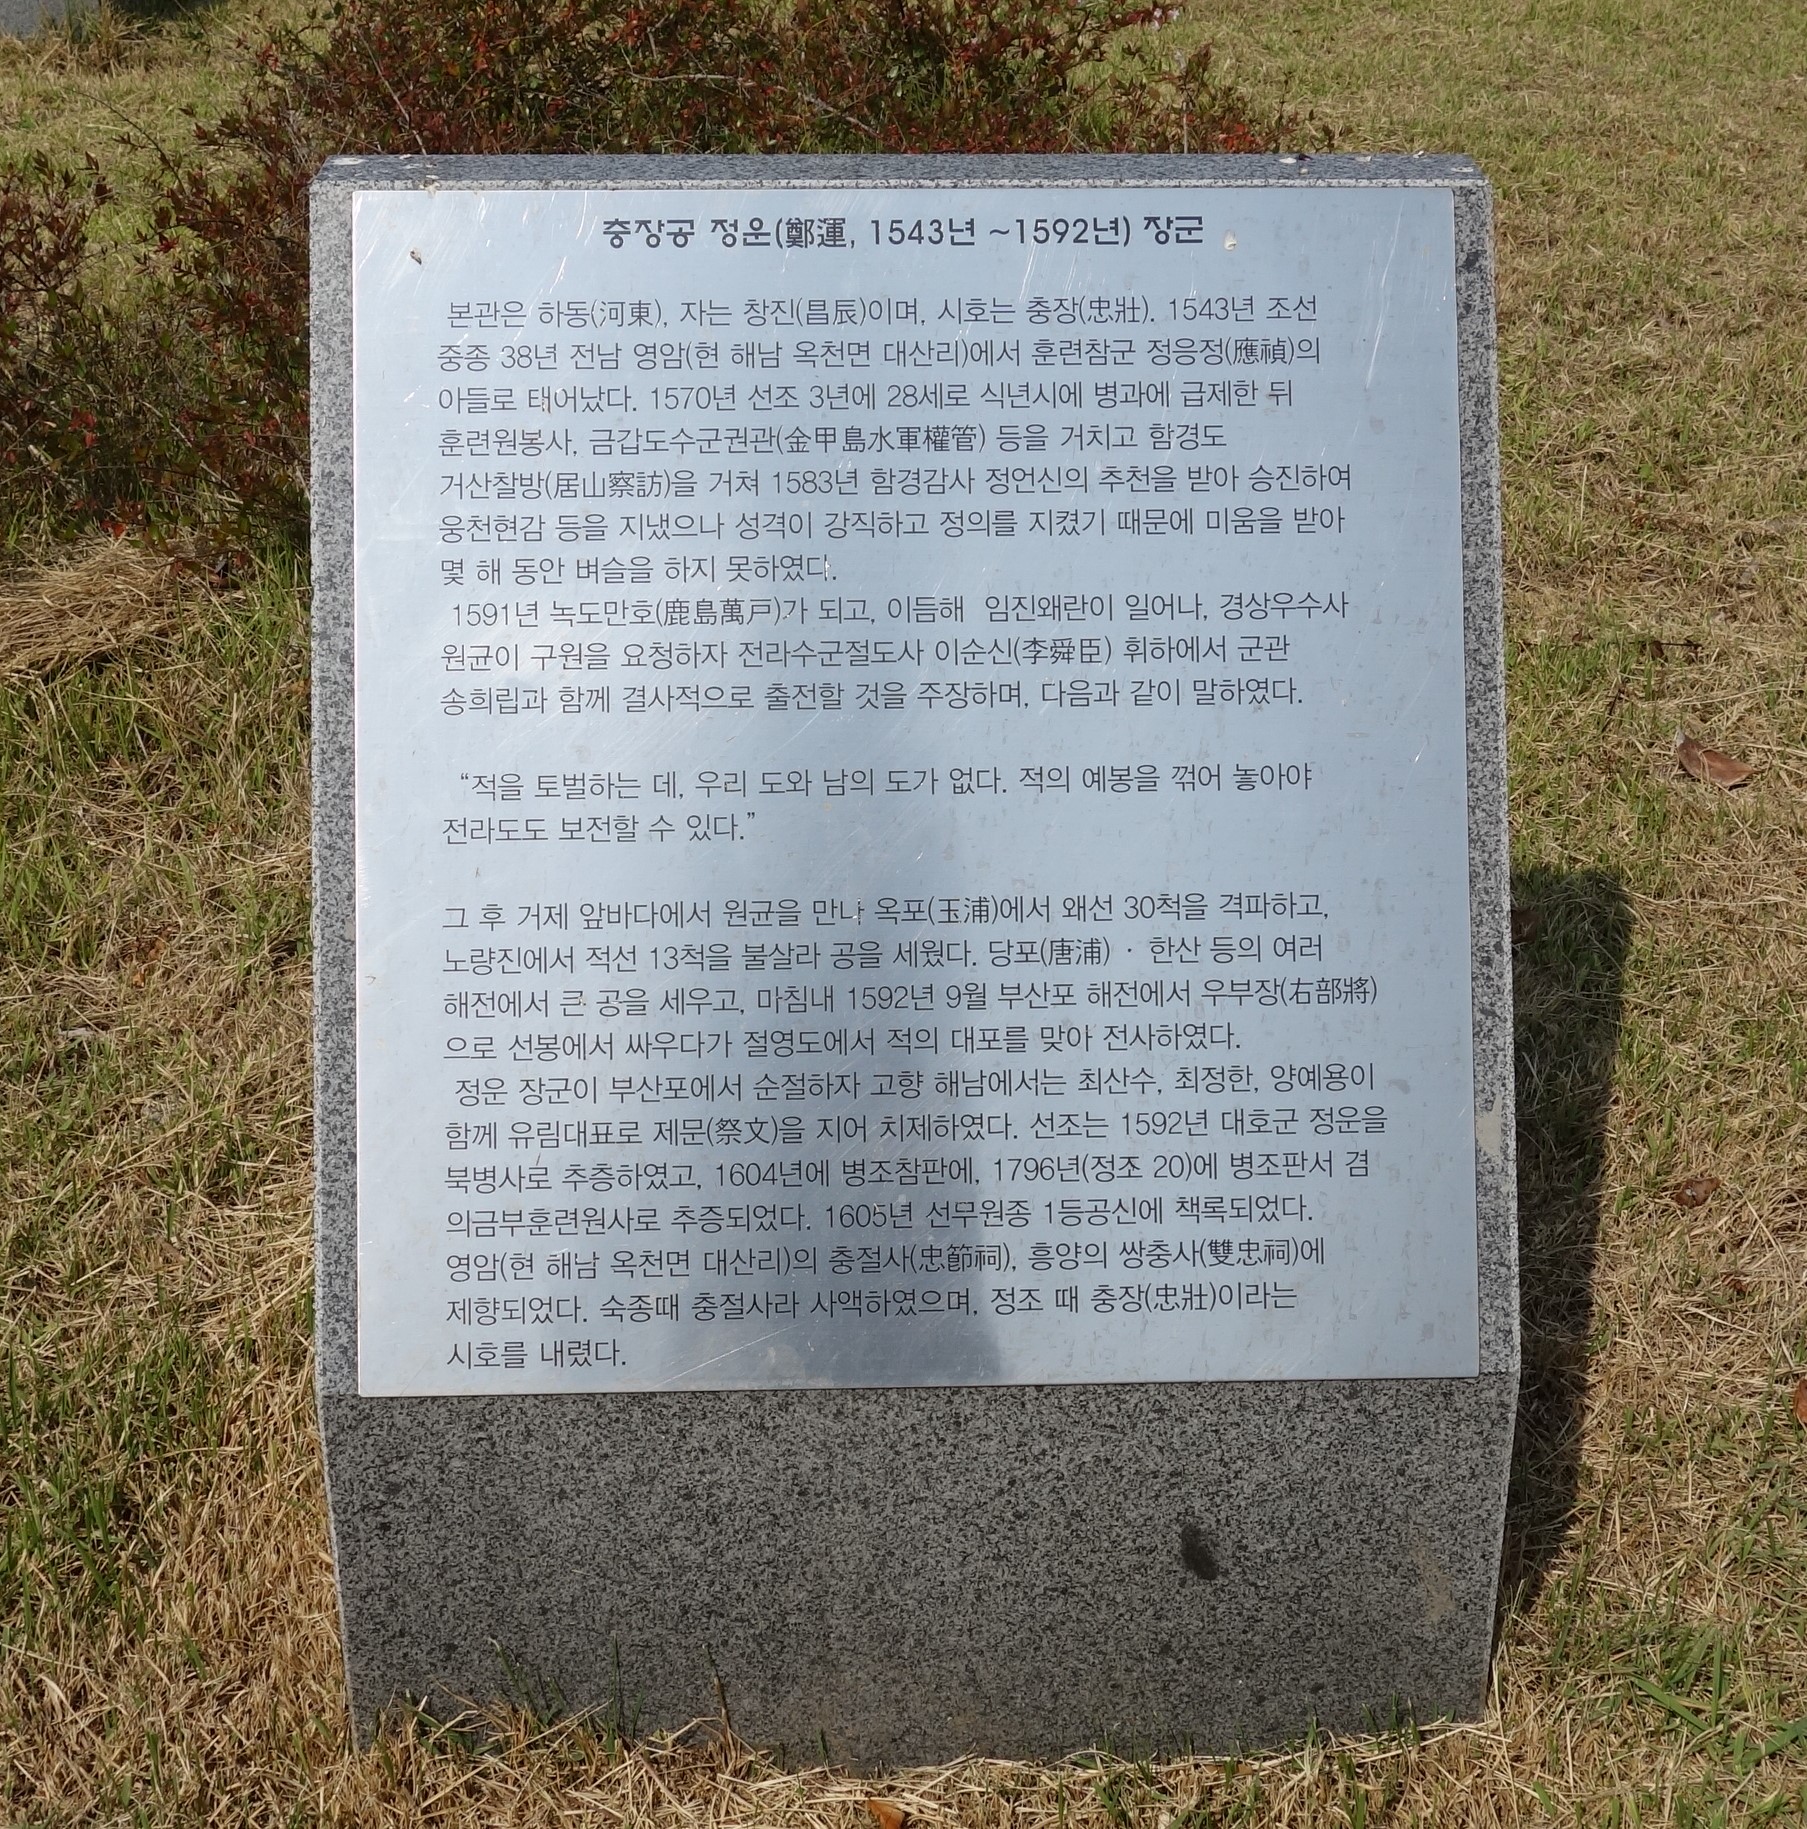 충장공 정운(鄭運, 1543년 ~1592년) 장군
본관은 하동(河東), 자는 창진(昌辰)이며, 시호는 충장(忠壯). 1543년 조선
중종 38년 전남 영암(현 해남 옥천면 대산리)에서 훈련참군 정응정(應禎)의
아들로 태어났다. 1570년 선조 3년에 28세로 식년시에 병과에 급제한 뒤
훈련원봉사, 금갑도수군권관(金甲島水軍權管) 등을 거치고 함경도
거산찰방(居山察訪)을 거쳐 1583년 함경감사 정언신의 추천을 받아 승진하여
웅천현감 등을 지냈으나 성격이 강직하고 정의를 지켰기 때문에 미움을 받아
몇 해 동안 벼슬을 하지 못하였다.
1591년 녹도만호(鹿島萬戸)가 되고, 이듬해 임진왜란이 일어나, 경상우수사
원균이 구원을 요청하자 전라수군절도사 이순신(李舜臣) 휘하에서 군관
송희립과 함께 결사적으로 출전할 것을 주장하며, 다음과 같이 말하였다.
“적을 토벌하는 데, 우리 도와 남의 도가 없다. 적의 예봉을 꺾어 놓아야
전라도도 보전할 수 있다.”
그 후 거제 앞바다에서 원균을 만나 옥포(玉浦)에서 왜선 30척을 격파하고,
노량진에서 적선 13척을 불살라 공을 세웠다. 당포(唐浦) · 한산 등의 여러
해전에서 큰 공을 세우고, 마침내 1592년 9월 부산포 해전에서 우부장(右部將)
으로 선봉에서 싸우다가 절영도에서 적의 대포를 맞아 전사하였다.
정운 장군이 부산포에서 순절하자 고향 해남에서는 최산수, 최정한, 양예용이
함께 유림대표로 제문(祭文)을 지어 치제하였다. 선조는 1592년 대호군 정운을
북병사로 추층하였고, 1604년에 병조참판에, 1796년(정조 20)에 병조판서 겸
의금부훈련원사로 추증되었다. 1605년 선무원종 1등공신에 책록되었다.
영암(현 해남 옥천면 대산리)의 충절사(忠節祠), 흥양의 쌍충사(雙忠祠)에
제향되었다. 숙종때 충절사라 사액하였으며, 정조 때 충장(忠壯)이라는
시호를 내렸다.